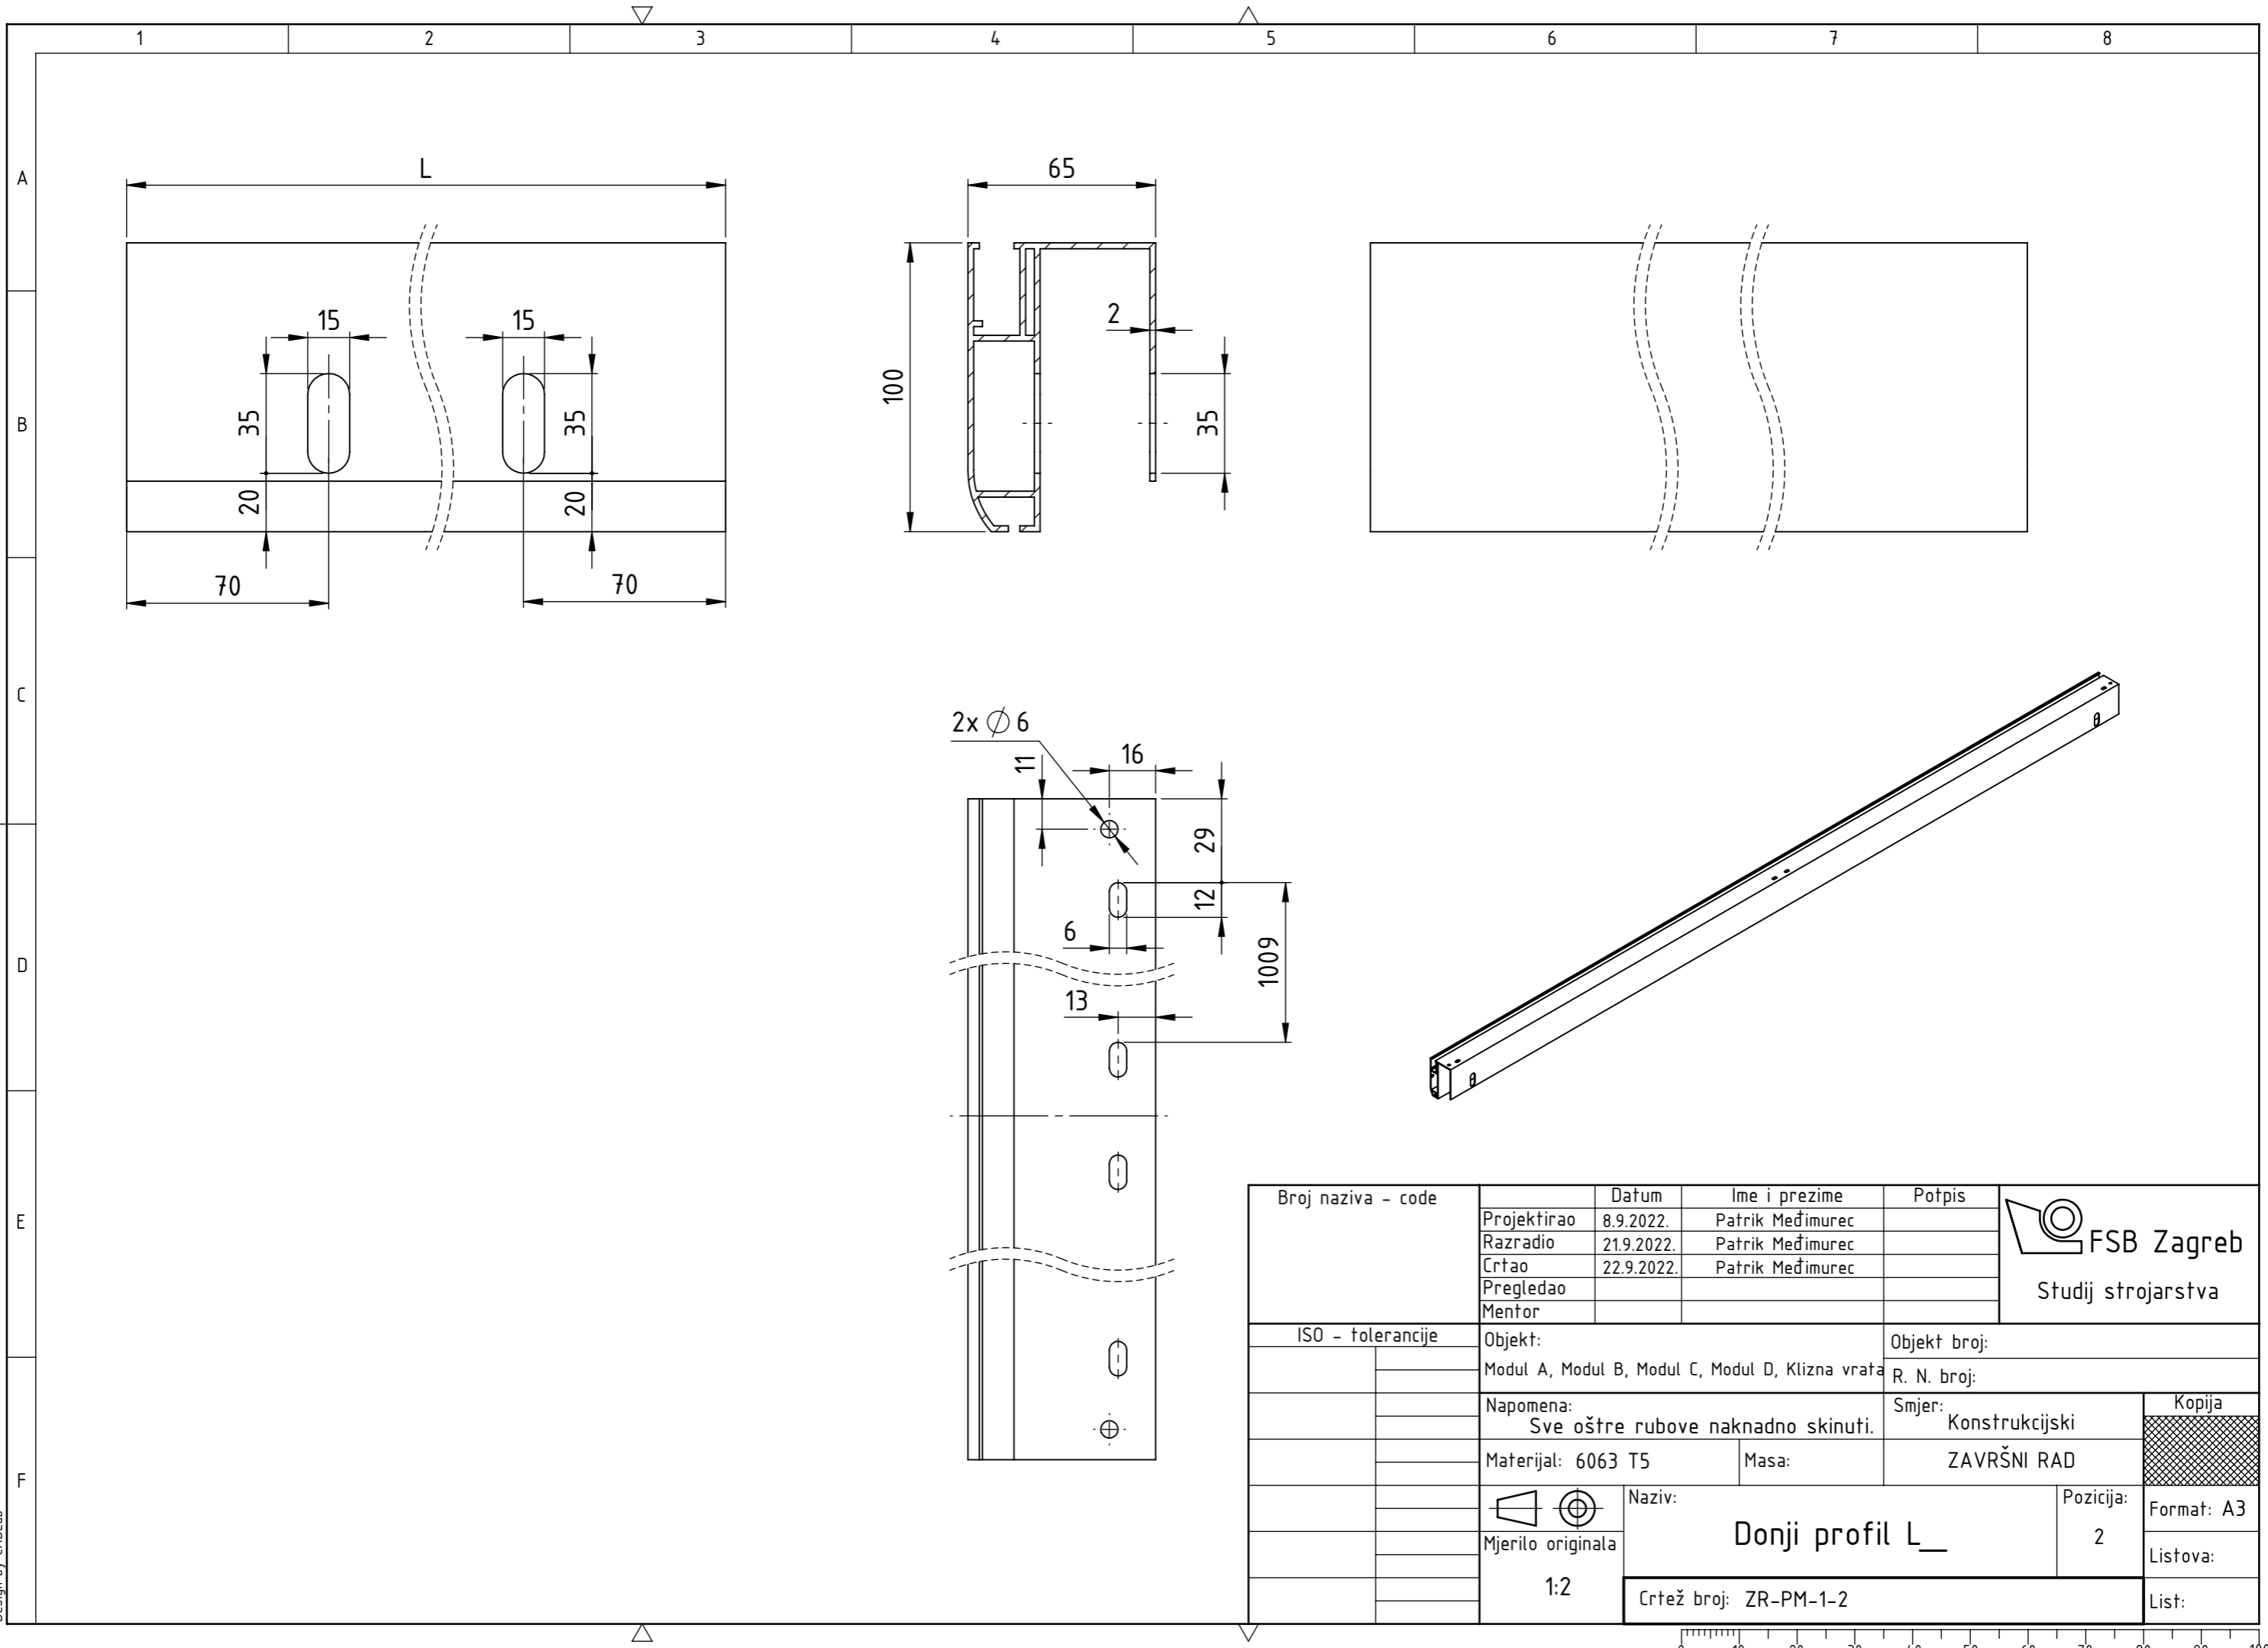 1 2 3 4 5 6 7 8
A
B
C
D
E
F
L
15 15
35 35
20 20
70 70
65
100
2
35
2x ∅ 6
11
16
29
12
6
1009
13
Broj naziva - code
Datum Ime i prezime Potpis
Projektirao 8.9.2022. Patrik Međimurec
Razradio 21.9.2022. Patrik Međimurec
Crtao 22.9.2022. Patrik Međimurec
Pregledao
Mentor
FSB Zagreb
Studij strojarstva
ISO - tolerancije
Objekt:
Modul A, Modul B, Modul C, Modul D, Klizna vrata
Objekt broj:
R. N. broj:
Napomena:
Sve oštre rubove naknadno skinuti.
Smjer:
Konstrukcijski
Kopija
Materijal: 6063 T5
Masa:
ZAVRŠNI RAD
Naziv:
Donji profil L__
Pozicija:
2
Format: A3
Mjerilo originala
1:2
Listova:
Crtež broj: ZR-PM-1-2
List: